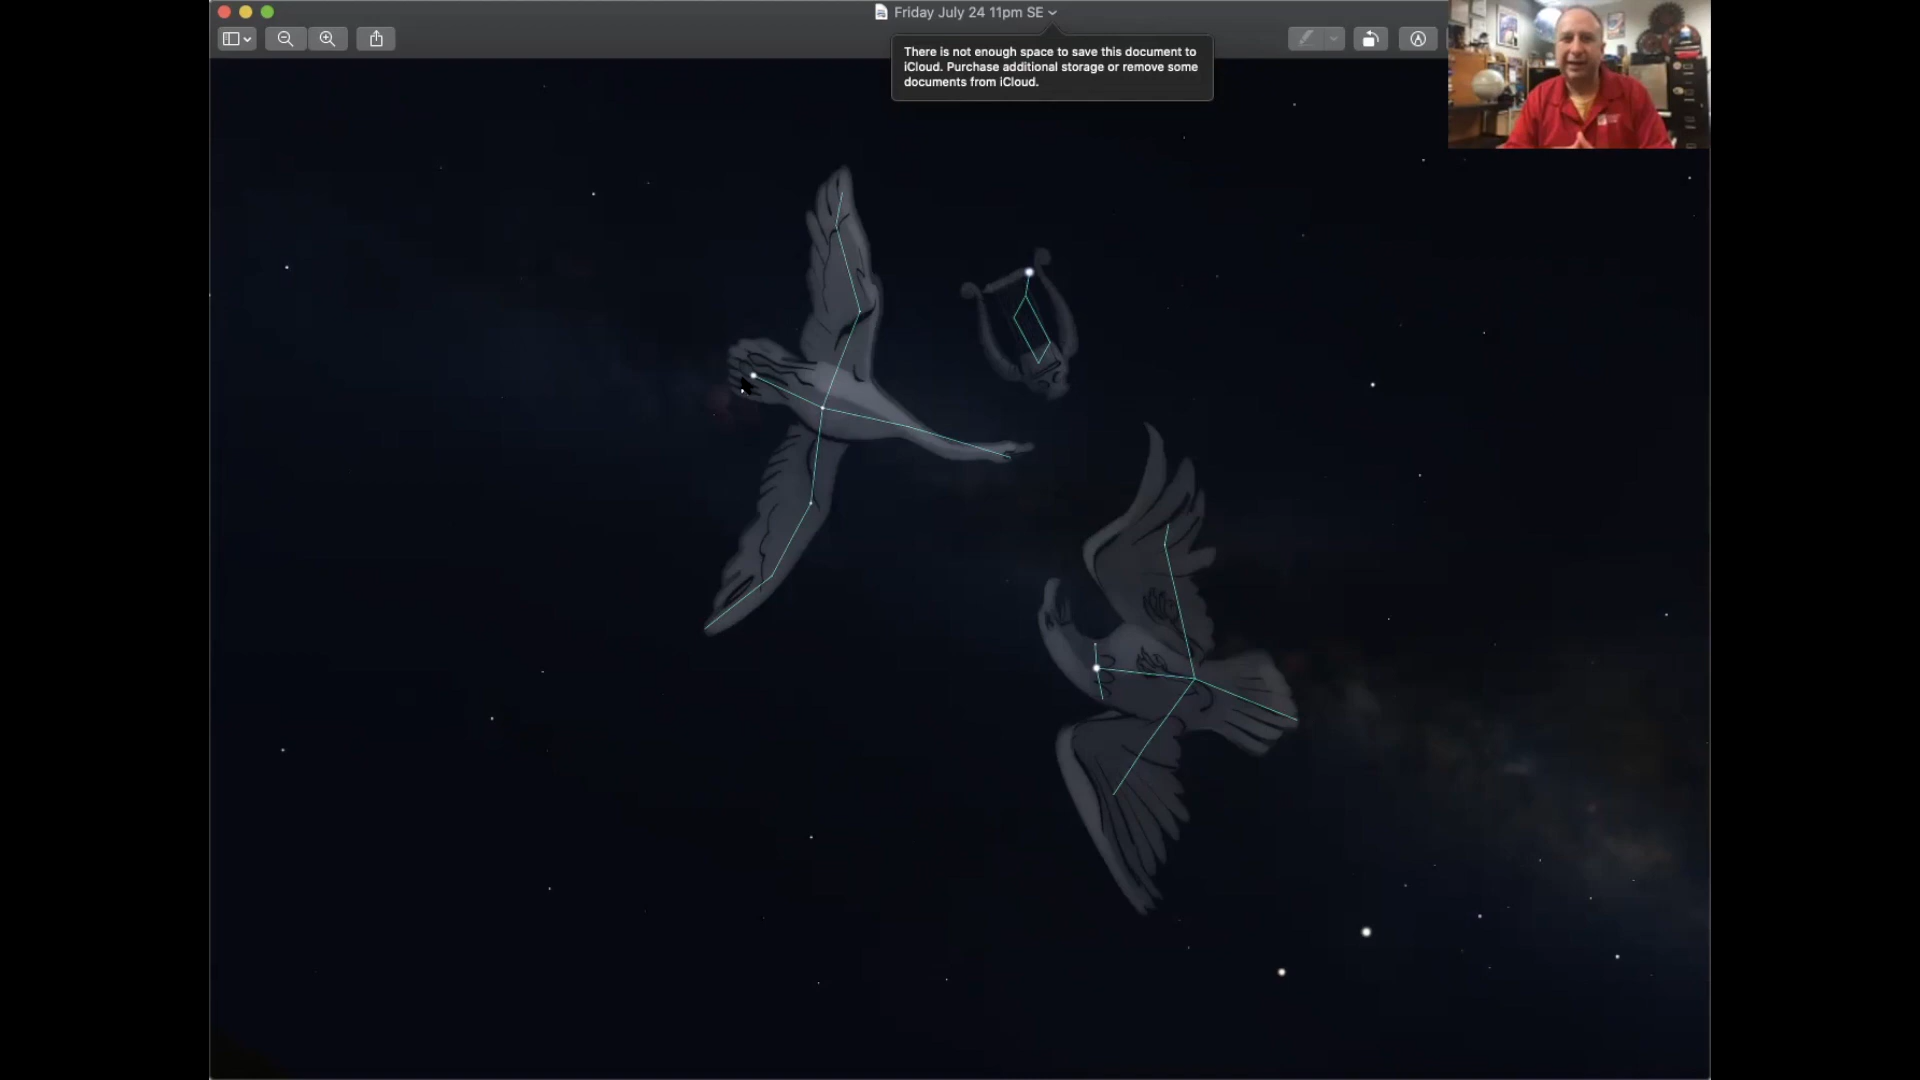 Friday July 24 11pm SE
There is not enough space to save this document to
iCloud. Purchase additional storage or remove some
documents from iCloud.